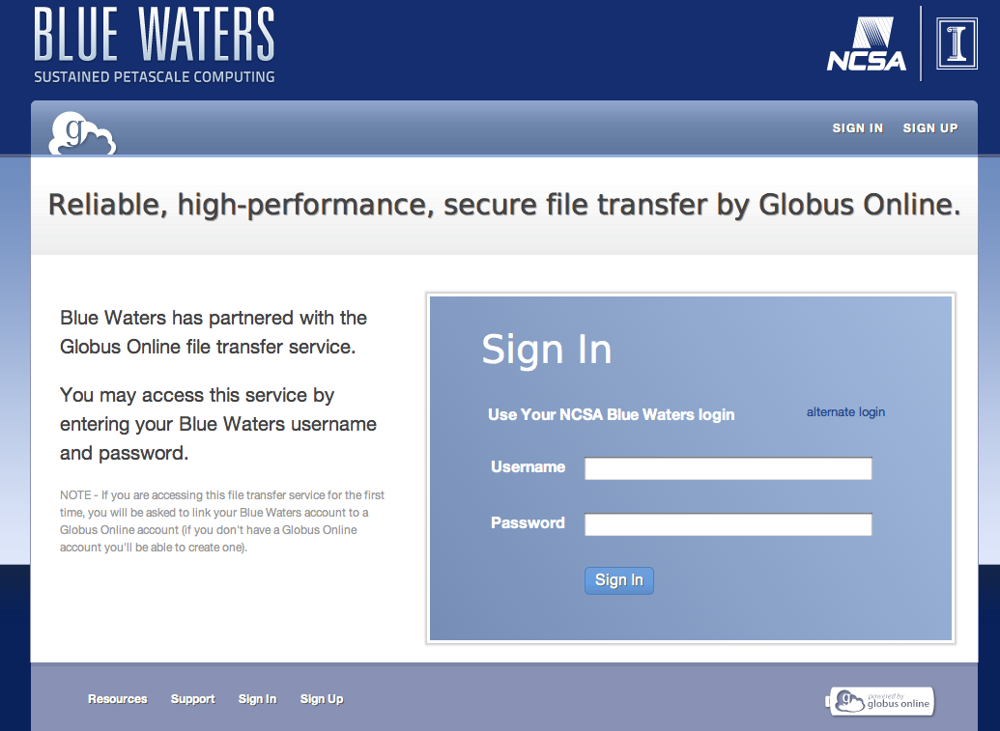 BLUE WATERS
SUSTAINED PETASCALE COMPUTING
NCSA
I
g
SIGN IN SIGN UP
Reliable, high-performance, secure file transfer by Globus Online.
Blue Waters has partnered with the
Globus Online file transfer service.
You may access this service by
entering your Blue Waters username
and password.
NOTE - If you are accessing this file transfer service for the first
time, you will be asked to link your Blue Waters account to a
Globus Online account (if you don't have a Globus Online
account you'll be able to create one).
Sign In
Use Your NCSA Blue Waters login alternate login
Username
Password
Sign In
Resources Support Sign In Sign Up
g
powered by
globus online